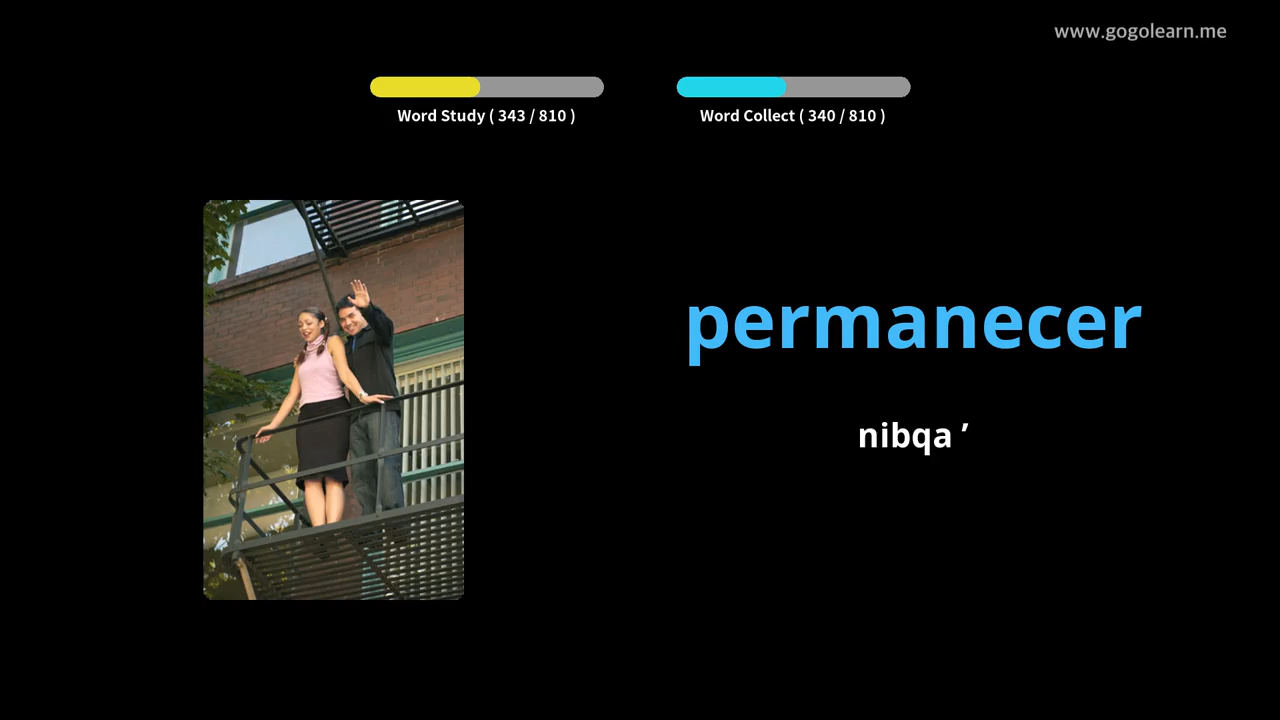 www.gogolearn.me
Word Study ( 343 / 810 )
Word Collect ( 340 / 810 )
permanecer
nibqa ’